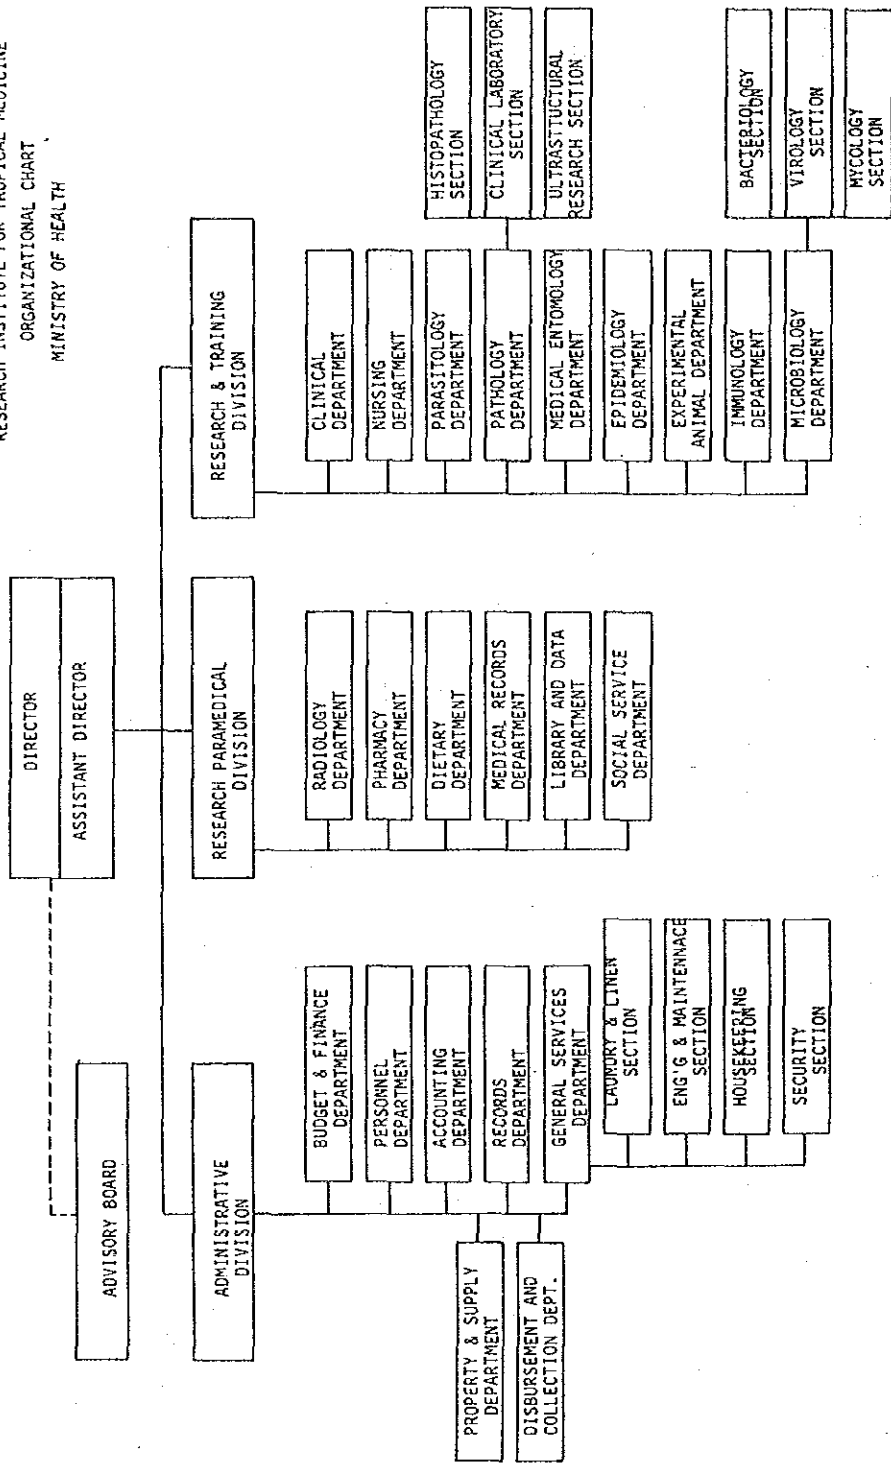 RESEARCH INSTITUTE FOR TROPICAL MEDICINE
ORGANIZATIONAL CHART
MINISTRY OF HEALTH
DIRECTOR
ASSISTANT DIRECTOR
ADVISORY BOARD
ADMINISTRATIVE
DIVISION
BUDGET & FINANCE
DEPARTMENT
PERSONNEL
DEPARTMENT
ACCOUNTING
DEPARTMENT
RECORDS
DEPARTMENT
GENERAL SERVICES
DEPARTMENT
PROPERTY & SUPPLY
DEPARTMENT
DISBURSEMENT AND
COLLECTION DEPT.
LAUNDRY & LINEN
SECTION
ENG'G & MAINTENNACE
SECTION
HOUSEKEEPING
SECTION
SECURITY
SECTION
RESEARCH PARAMEDICAL
DIVISION
RADIOLOGY
DEPARTMENT
PHARMACY
DEPARTMENT
DIETARY
DEPARTMENT
MEDICAL RECORDS
DEPARTMENT
LIBRARY AND DATA
DEPARTMENT
SOCIAL SERVICE
DEPARTMENT
RESEARCH & TRAINING
DIVISION
CLINICAL
DEPARTMENT
NURSING
DEPARTMENT
PARASITOLOGY
DEPARTMENT
PATHOLOGY
DEPARTMENT
MEDICAL ENTOMOLOGY
DEPARTMENT
EPIDEMIOLOGY
DEPARTMENT
EXPERIMENTAL
ANIMAL DEPARTMENT
IMMUNOLOGY
DEPARTMENT
MICROBIOLOGY
DEPARTMENT
HISTOPATHOLOGY
SECTION
CLINICAL LABORATORY
SECTION
ULTRASTTUCTURAL
RESEARCH SECTION
BACTERIOLOGY
SECTION
VIROLOGY
SECTION
MYCOLOGY
SECTION